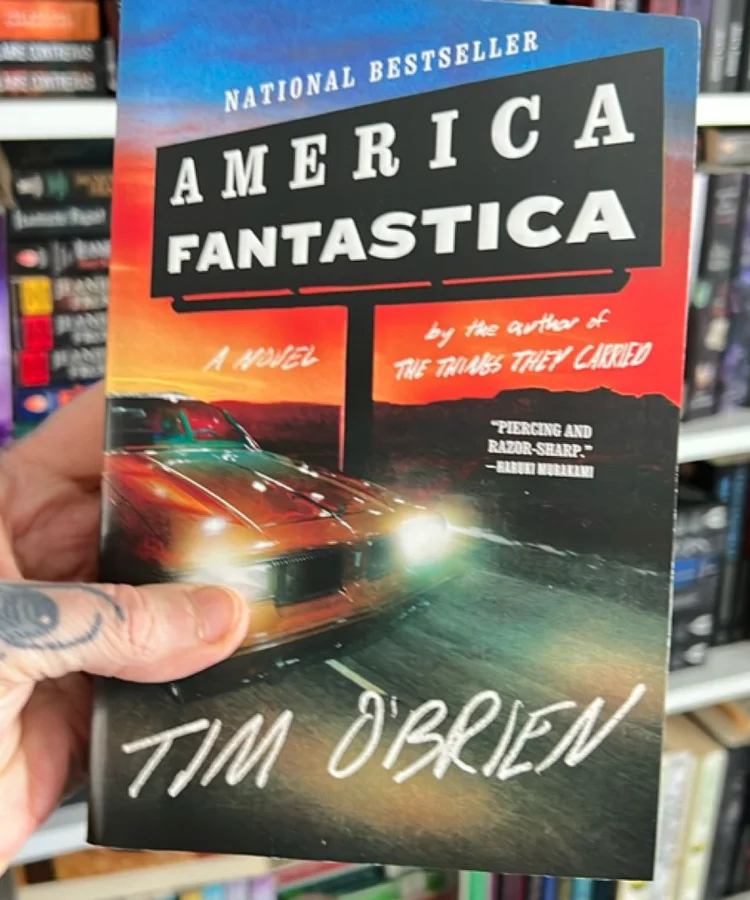 NATIONAL BESTSELLER
AMERICA
FANTASTICA
A NOVEL
by the author of
THE THINGS THEY CARRIED
"PIERCING AND
RAZOR-SHARP."
—HARUKI MURAKAMI
TIM O'BRIEN